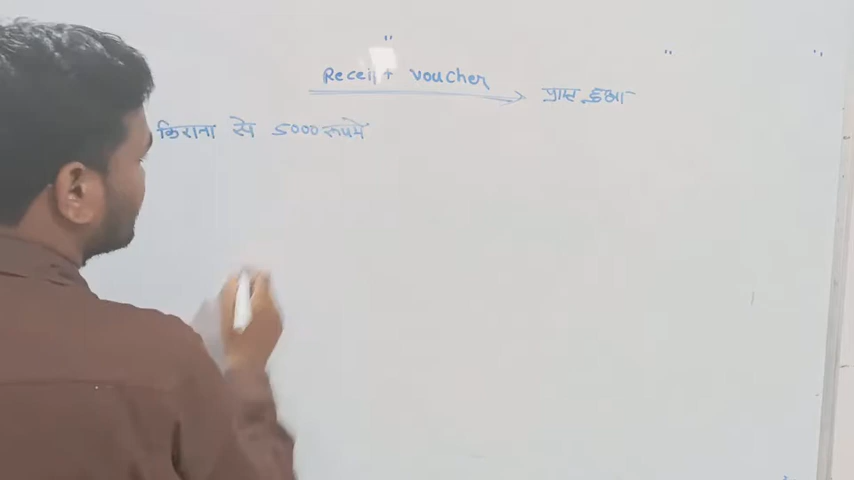 Receipt voucher → प्राप्त हुआ
किराना से 5000 रूपये